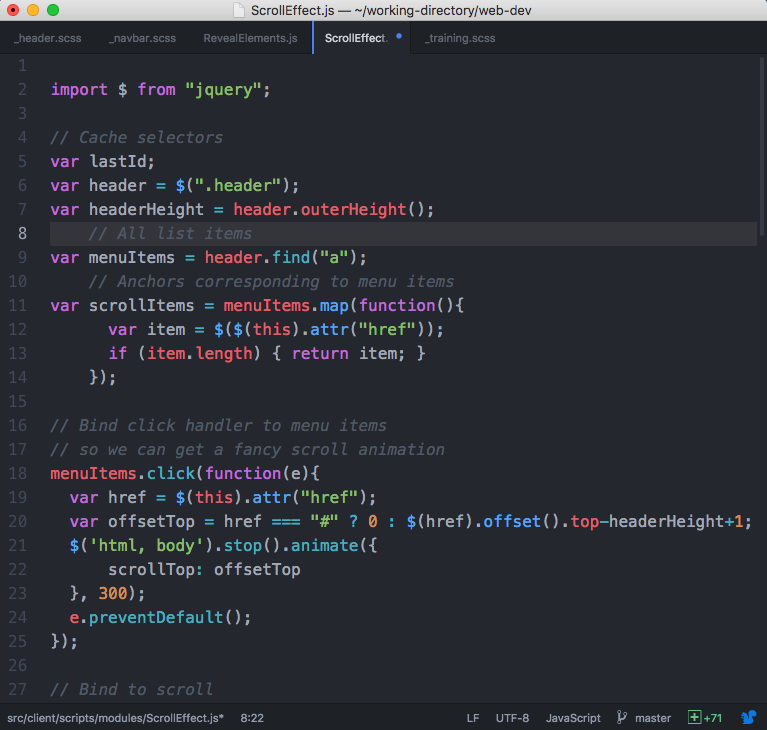 ScrollEffect.js — ~/working-directory/web-dev
_header.scss _navbar.scss RevealElements.js ScrollEffect. _training.scss
1
2 import $ from "jquery";
3
4 // Cache selectors
5 var lastId;
6 var header = $(".header");
7 var headerHeight = header.outerHeight();
8     // All list items
9 var menuItems = header.find("a");
10     // Anchors corresponding to menu items
11 var scrollItems = menuItems.map(function(){
12       var item = $($(this).attr("href"));
13       if (item.length) { return item; }
14     });
15
16 // Bind click handler to menu items
17 // so we can get a fancy scroll animation
18 menuItems.click(function(e){
19   var href = $(this).attr("href");
20   var offsetTop = href === "#" ? 0 : $(href).offset().top-headerHeight+1;
21   $('html, body').stop().animate({
22       scrollTop: offsetTop
23   }, 300);
24   e.preventDefault();
25 });
26
27 // Bind to scroll
src/client/scripts/modules/ScrollEffect.js* 8:22 LF UTF-8 JavaScript master +71